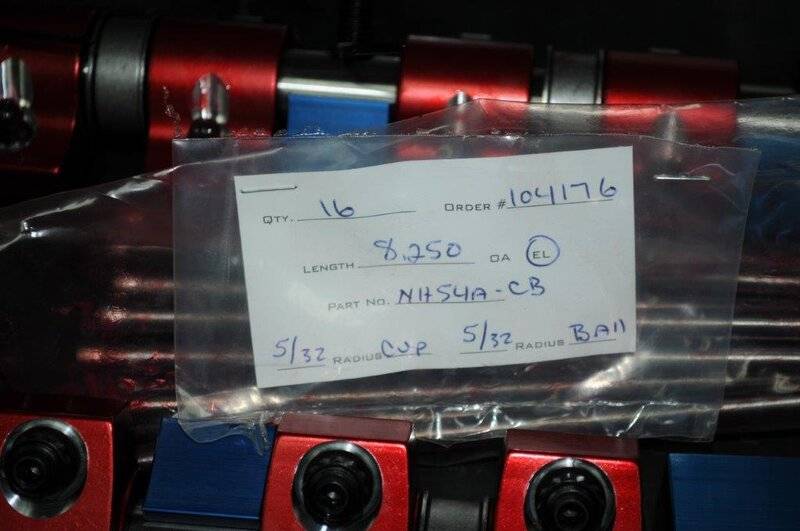 QTY. 16 ORDER # 104176
LENGTH 8.250 OA EL
PART NO. NH54A-CB
5/32 RADIUS CUP 5/32 RADIUS BAll